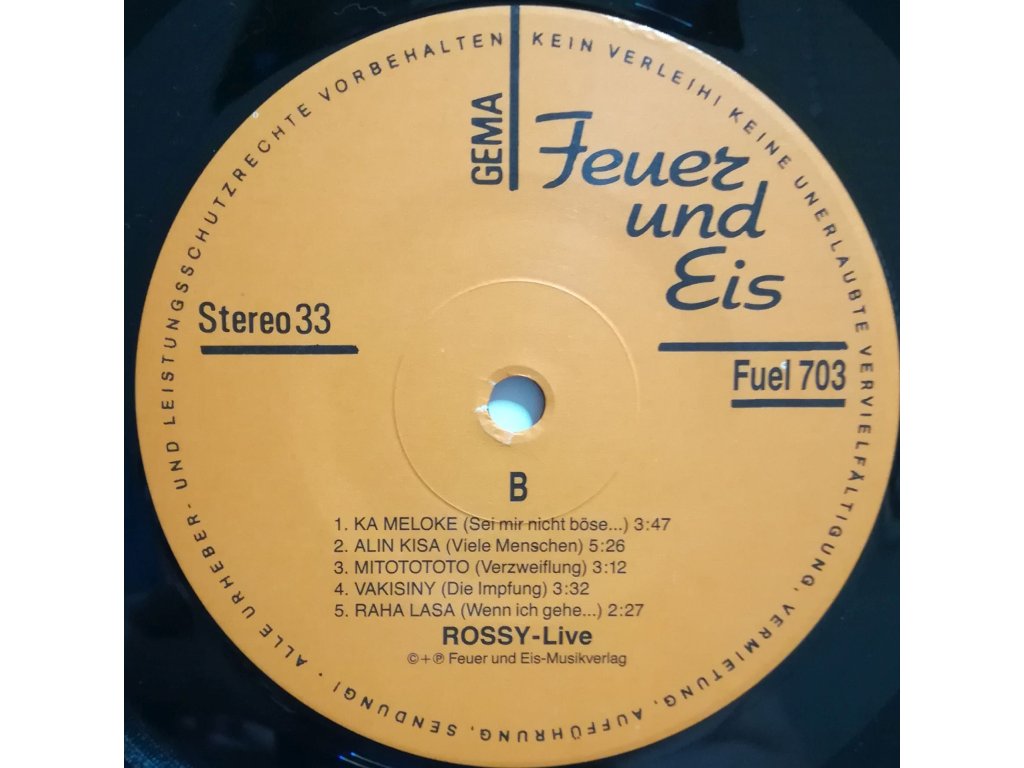 ALLE URHEBER- UND LEISTUNGSSCHUTZRECHTE VORBEHALTEN
KEIN VERLEIH! KEINE UNERLAUBTE VERVIELFÄLTIGUNG, VERMIETUNG, AUFFÜHRUNG, SENDUNG! -
GEMA
Feuer
und
Eis
Stereo 33
Fuel 703
B
1. KA MELOKE (Sei mir nicht böse...) 3:47
2. ALIN KISA (Viele Menschen) 5:26
3. MITOTOTOTO (Verzweiflung) 3:12
4. VAKISINY (Die Impfung) 3:32
5. RAHA LASA (Wenn ich gehe...) 2:27
ROSSY-Live
©+℗ Feuer und Eis-Musikverlag